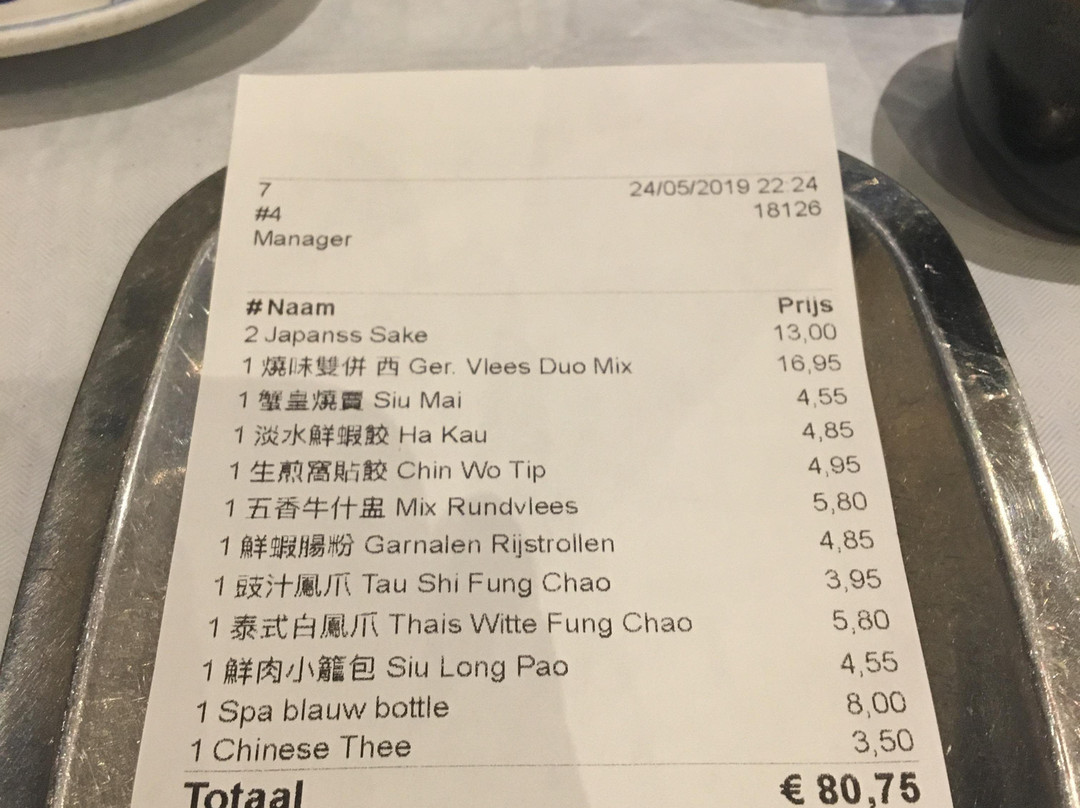 7 24/05/2019 22:24
#4 18126
Manager
# Naam Prijs
2 Japanss Sake 13,00
1 燒味雙併 西 Ger. Vlees Duo Mix 16,95
1 蟹皇燒賣 Siu Mai 4,55
1 淡水鮮蝦餃 Ha Kau 4,85
1 生煎窩貼餃 Chin Wo Tip 4,95
1 五香牛什盅 Mix Rundvlees 5,80
1 鮮蝦腸粉 Garnalen Rijstrollen 4,85
1 豉汁鳳爪 Tau Shi Fung Chao 3,95
1 泰式白鳳爪 Thais Witte Fung Chao 5,80
1 鮮肉小籠包 Siu Long Pao 4,55
1 Spa blauw bottle 8,00
1 Chinese Thee 3,50
Totaal € 80,75